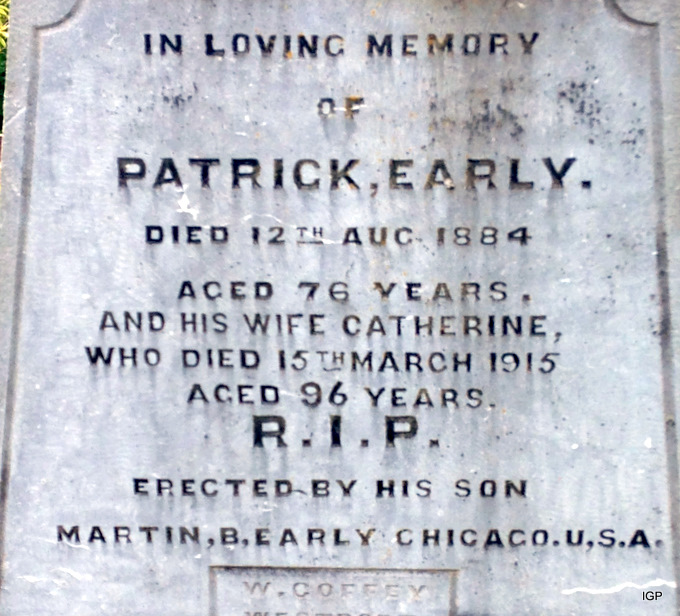 IN LOVING MEMORY
OF
PATRICK, EARLY.
DIED 12TH AUG. 1884
AGED 76 YEARS.
AND HIS WIFE CATHERINE,
WHO DIED 15TH MARCH 1915
AGED 96 YEARS.
R.I.P.
ERECTED BY HIS SON
MARTIN, B, EARLY CHICAGO. U, S.A.
W. COFFEY
IGP